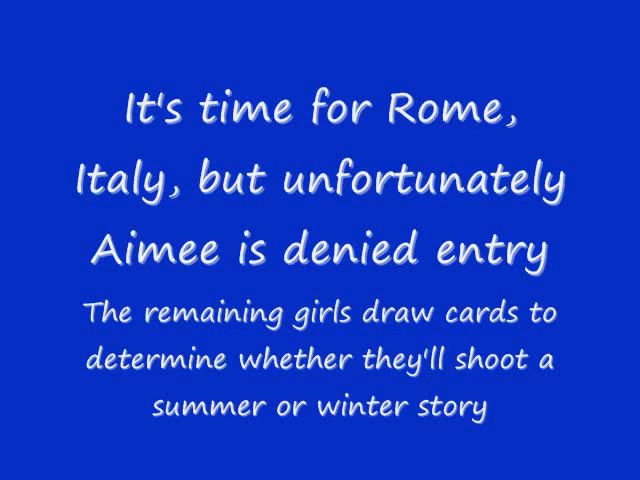 It's time for Rome,
Italy, but unfortunately
Aimee is denied entry
The remaining girls draw cards to
determine whether they'll shoot a
summer or winter story